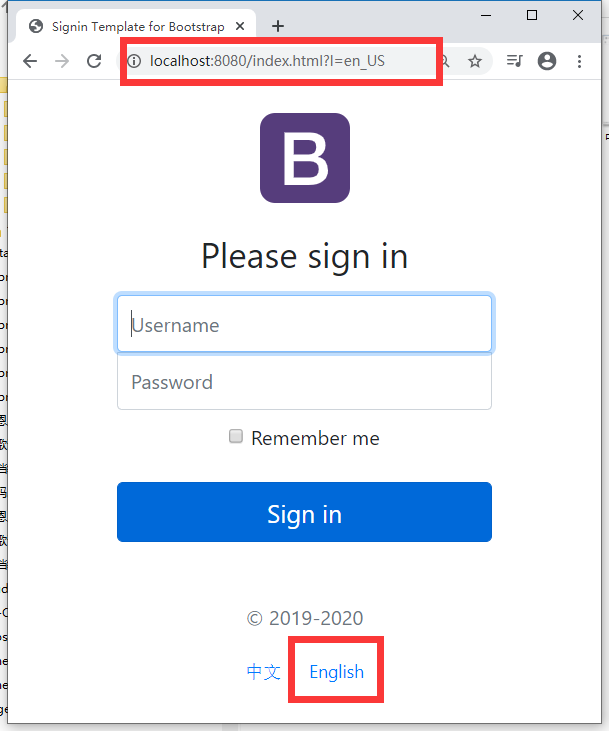 Signin Template for Bootstrap
localhost:8080/index.html?l=en_US
B
Please sign in
Username
Password
Remember me
Sign in
© 2019-2020
中文 English